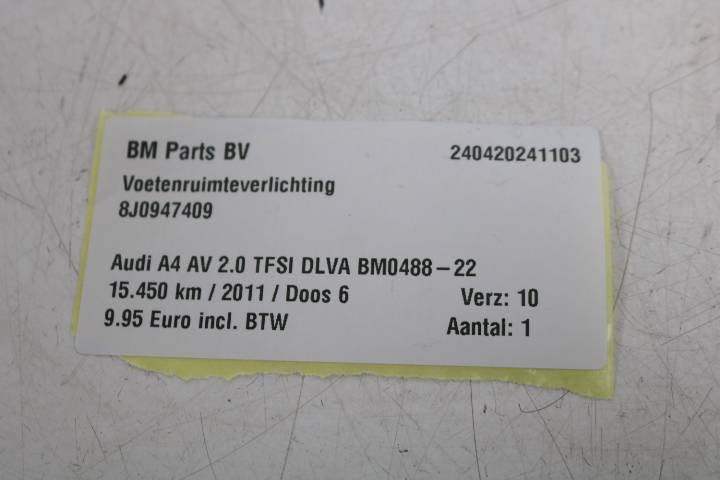 BM Parts BV 240420241103
Voetenruimteverlichting
8J0947409
Audi A4 AV 2.0 TFSI DLVA BM0488-22
15.450 km / 2011 / Doos 6 Verz: 10
9.95 Euro incl. BTW Aantal: 1